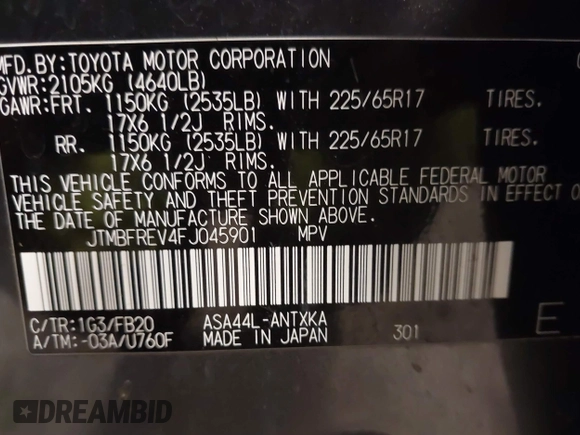 MFD.BY:TOYOTA MOTOR CORPORATION
GVWR:2105KG (4640LB)
GAWR:FRT. 1150KG (2535LB) WITH 225/65R17 TIRES.
17X6 1/2J RIMS.
RR. 1150KG (2535LB) WITH 225/65R17 TIRES.
17X6 1/2J RIMS.
THIS VEHICLE CONFORMS TO ALL APPLICABLE FEDERAL MOTOR
VEHICLE SAFETY AND THEFT PREVENTION STANDARDS IN EFFECT O
THE DATE OF MANUFACTURE SHOWN ABOVE.
JTMBFREV4FJ045901 MPV
C/TR:1G3/FB20 ASA44L-ANTXKA
A/TM:-03A/U760F MADE IN JAPAN 301 E
DREAMBID